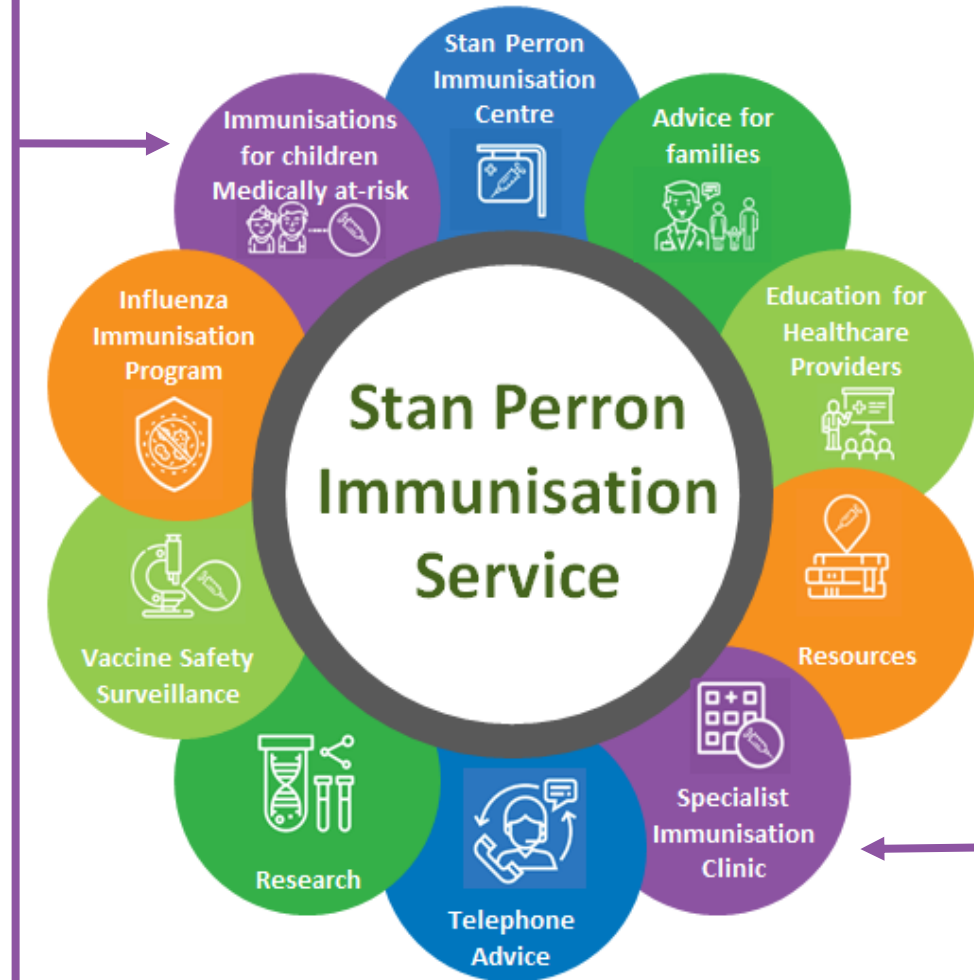 Stan Perron
Immunisation
Centre
Advice for
families
Education for
Healthcare
Providers
Resources
Specialist
Immunisation
Clinic
Telephone
Advice
Research
Vaccine Safety
Surveillance
Influenza
Immunisation
Program
Immunisations
for children
Medically at-risk
Stan Perron
Immunisation
Service